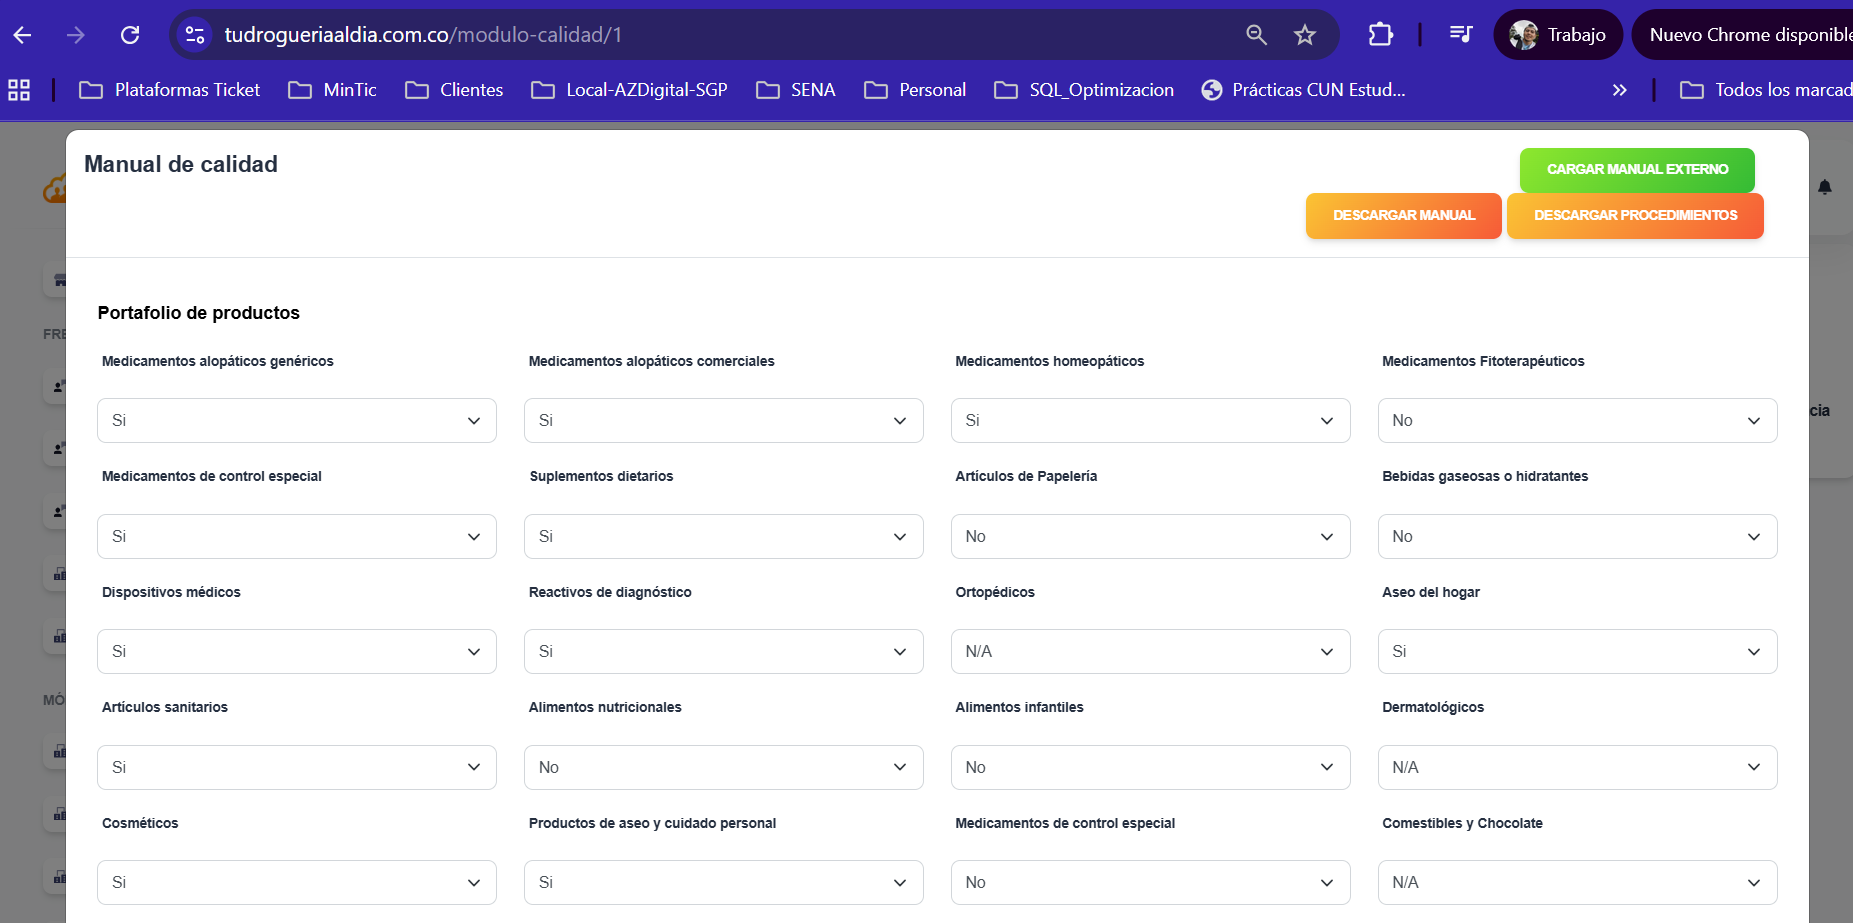 tudrogueriaaldia.com.co/modulo-calidad/1
Trabajo
Nuevo Chrome disponible
Plataformas Ticket
MinTic
Clientes
Local-AZDigital-SGP
SENA
Personal
SQL_Optimizacion
Prácticas CUN Estud...
Todos los marcad
Manual de calidad
CARGAR MANUAL EXTERNO
DESCARGAR MANUAL
DESCARGAR PROCEDIMIENTOS
FRE
cia
MÓ
Portafolio de productos
Medicamentos alopáticos genéricos
Medicamentos alopáticos comerciales
Medicamentos homeopáticos
Medicamentos Fitoterapéuticos
Si
Si
Si
No
Medicamentos de control especial
Suplementos dietarios
Artículos de Papelería
Bebidas gaseosas o hidratantes
Si
Si
No
No
Dispositivos médicos
Reactivos de diagnóstico
Ortopédicos
Aseo del hogar
Si
Si
N/A
Si
Artículos sanitarios
Alimentos nutricionales
Alimentos infantiles
Dermatológicos
Si
No
No
N/A
Cosméticos
Productos de aseo y cuidado personal
Medicamentos de control especial
Comestibles y Chocolate
Si
Si
No
N/A